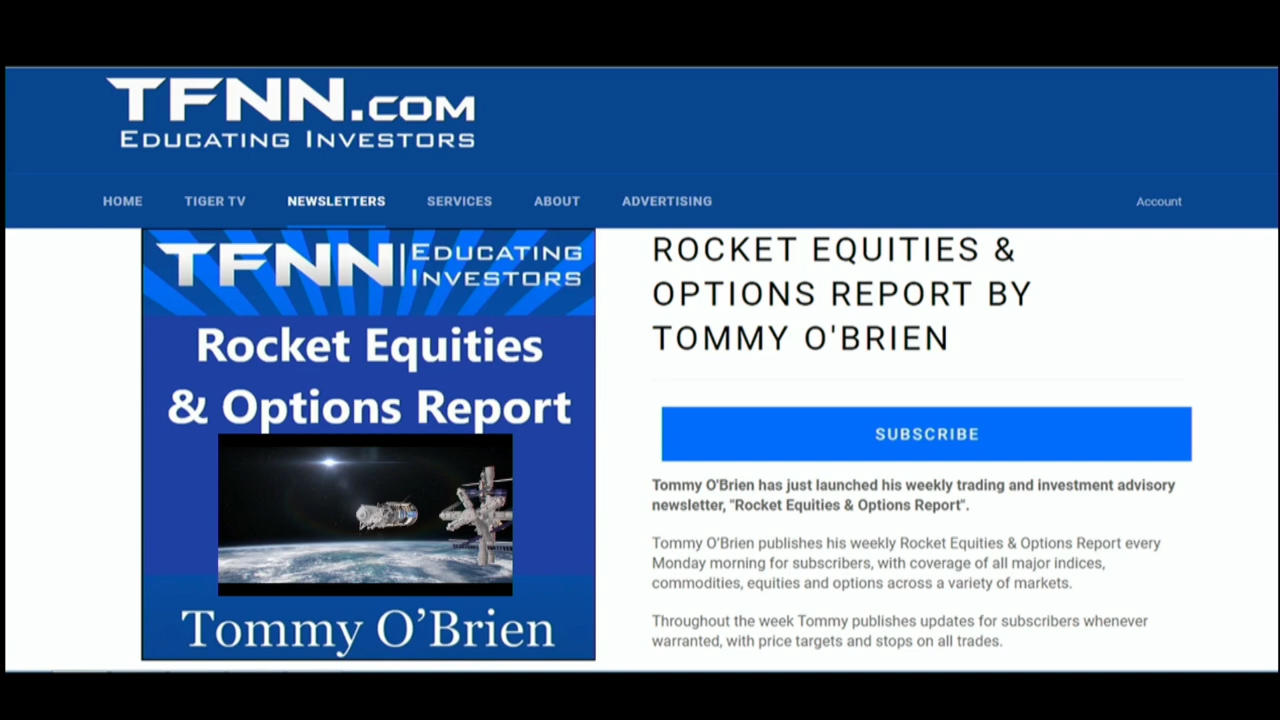 TFNN.COM
EDUCATING INVESTORS
HOME TIGER TV NEWSLETTERS SERVICES ABOUT ADVERTISING Account
TFNN | EDUCATING
INVESTORS
Rocket Equities
& Options Report
Tommy O’Brien
ROCKET EQUITIES &
OPTIONS REPORT BY
TOMMY O'BRIEN
SUBSCRIBE
Tommy O'Brien has just launched his weekly trading and investment advisory
newsletter, "Rocket Equities & Options Report".
Tommy O'Brien publishes his weekly Rocket Equities & Options Report every
Monday morning for subscribers, with coverage of all major indices,
commodities, equities and options across a variety of markets.
Throughout the week Tommy publishes updates for subscribers whenever
warranted, with price targets and stops on all trades.